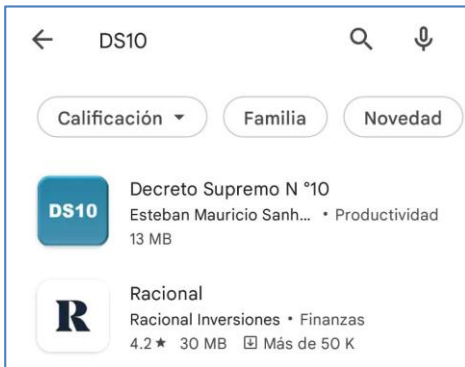 DS10
Calificación Familia Novedad
DS10
Decreto Supremo N °10
Esteban Mauricio Sanh... • Productividad
13 MB
R
Racional
Racional Inversiones • Finanzas
4.2 ★ 30 MB Más de 50 K